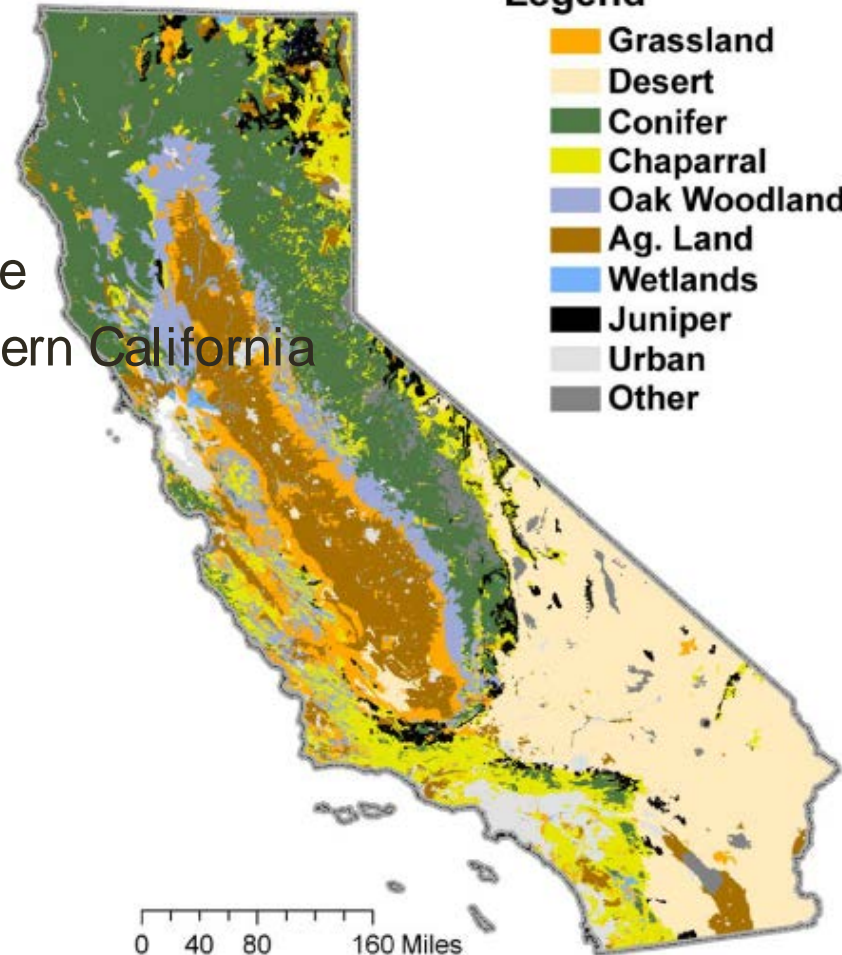 Legend
Grassland
Desert
Conifer
Chaparral
Oak Woodland
Ag. Land
Wetlands
Juniper
Urban
Other
e
ern California
0 40 80 160 Miles